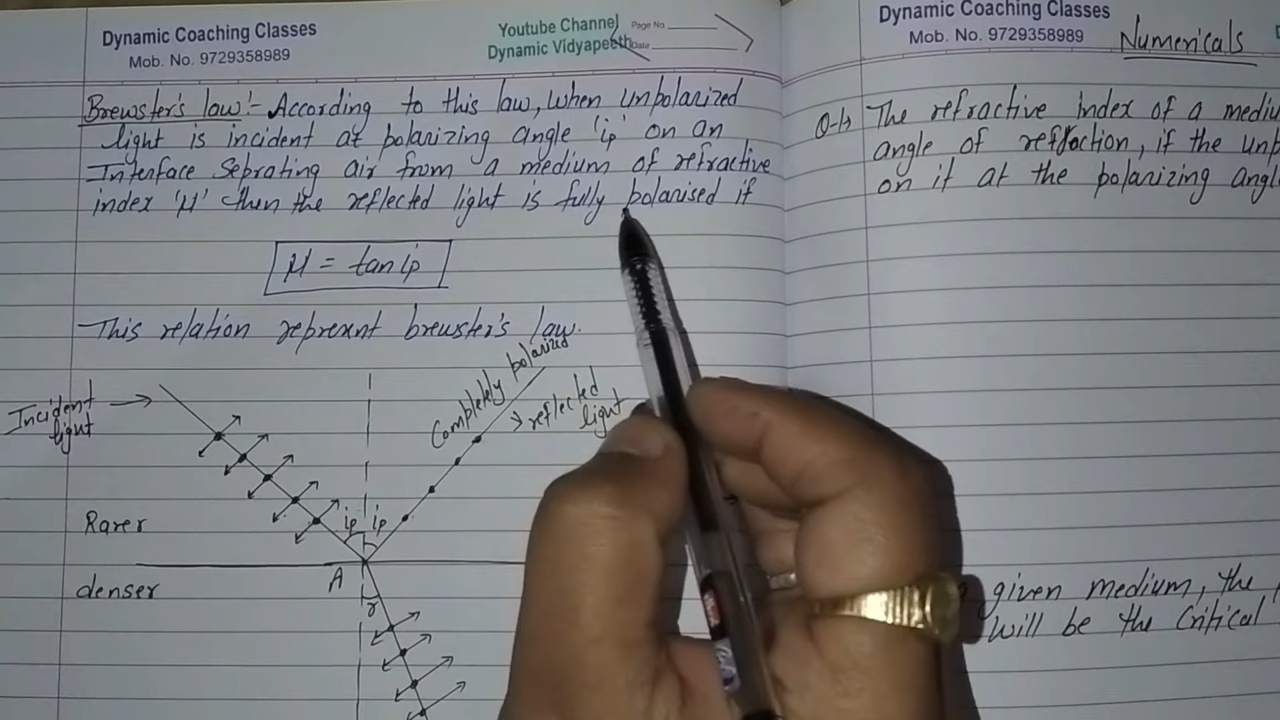 Dynamic Coaching Classes
Mob. No. 9729358989
Youtube Channel
Dynamic Vidyapeeth
Page No
Date
Brewster's law:- According to this law, when unpolarized
light is incident at polarizing angle 'ip' on an
Interface Seprating air from a medium of refractive
index 'μ' then the reflected light is fully polarised if
μ = tan ip
This relation reprexnt brewster's law.
Incident
light
Completely polarized
reflected
light
ip ip
Rarer
A
denser
r
Dynamic Coaching Classes
Mob. No. 9729358989
Numericals
Q-1) The refractive index of a mediu
angle of reflection, if the unp
on it at the polarizing angl
given medium, the
will be the critical